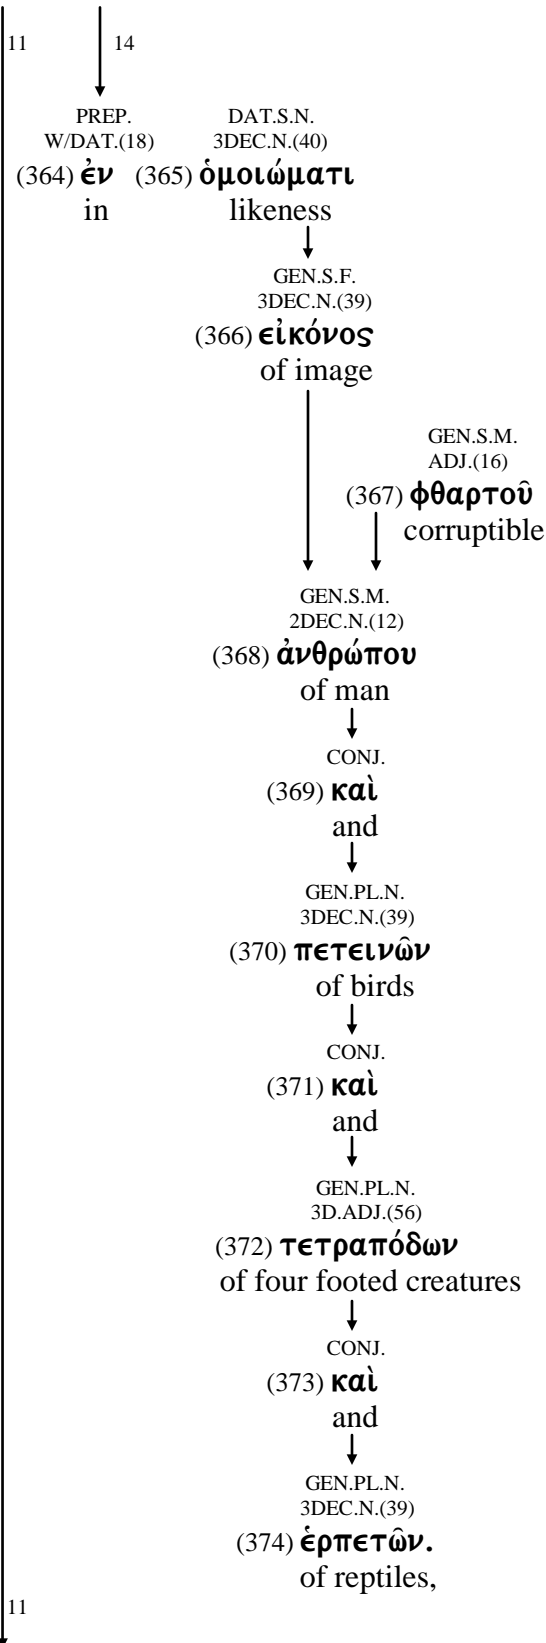 11 14
PREP. DAT.S.N.
W/DAT.(18) 3DEC.N.(40)
(364) ἐν (365) ὁμοιώματι
in likeness
GEN.S.F.
3DEC.N.(39)
(366) εἰκόνος
of image
GEN.S.M.
ADJ.(16)
(367) φθαρτοῦ
corruptible
GEN.S.M.
2DEC.N.(12)
(368) ἀνθρώπου
of man
CONJ.
(369) καὶ
and
GEN.PL.N.
3DEC.N.(39)
(370) πετεινῶν
of birds
CONJ.
(371) καὶ
and
GEN.PL.N.
3D.ADJ.(56)
(372) τετραπόδων
of four footed creatures
CONJ.
(373) καὶ
and
GEN.PL.N.
3DEC.N.(39)
(374) ἑρπετῶν.
of reptiles,
11